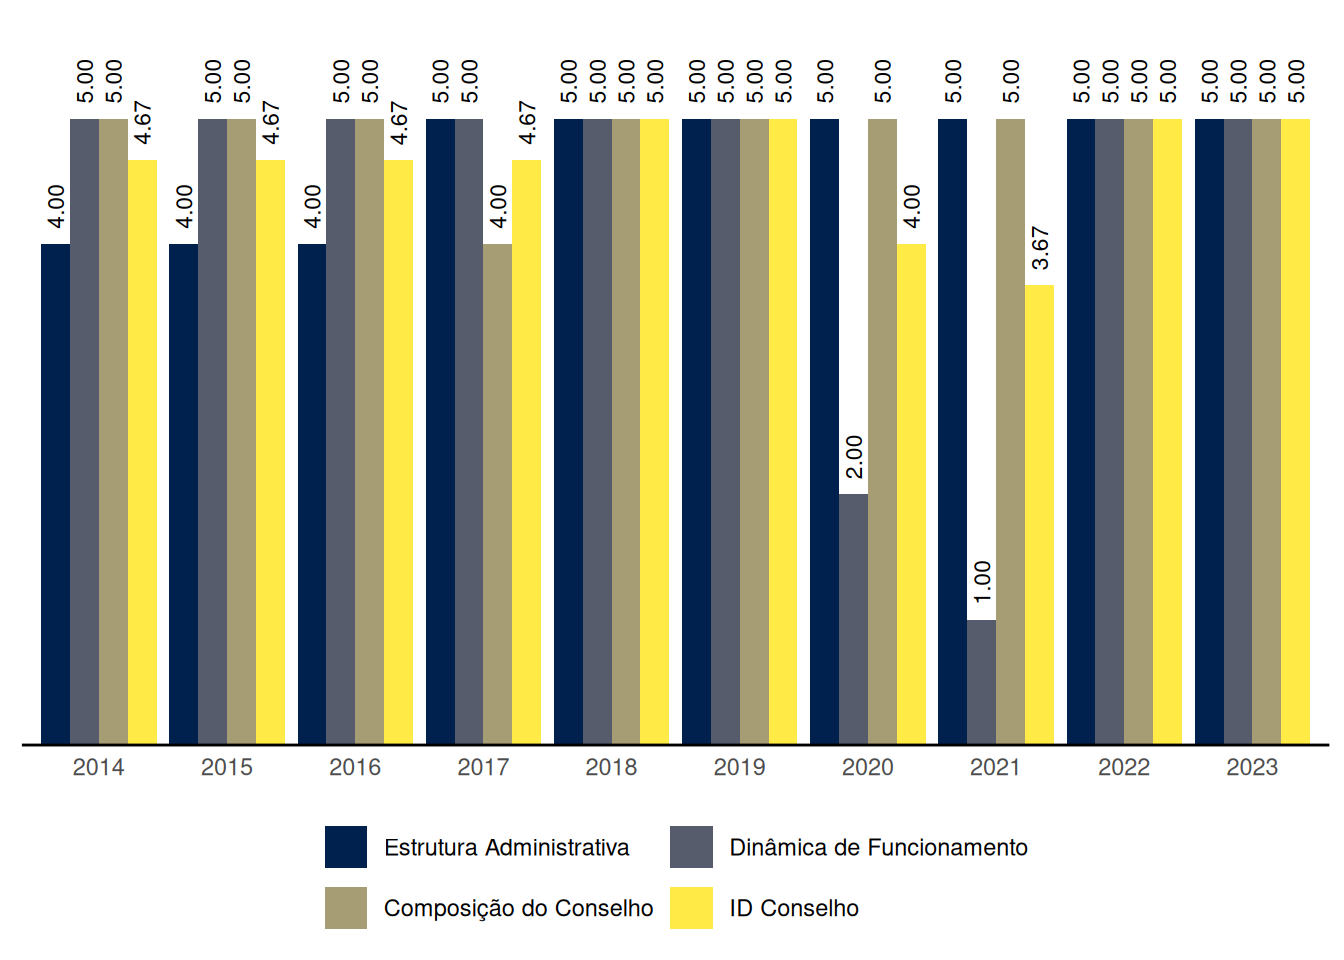 4.00 5.00 5.00 4.67 4.00 5.00 5.00 4.67 4.00 5.00 5.00 4.67 5.00 5.00 4.00 4.67 5.00 5.00 5.00 5.00 5.00 5.00 5.00 5.00 5.00 2.00 5.00 4.00 5.00 1.00 5.00 3.67 5.00 5.00 5.00 5.00 5.00 5.00 5.00 5.00
2014 2015 2016 2017 2018 2019 2020 2021 2022 2023
Estrutura Administrativa Dinâmica de Funcionamento
Composição do Conselho ID Conselho